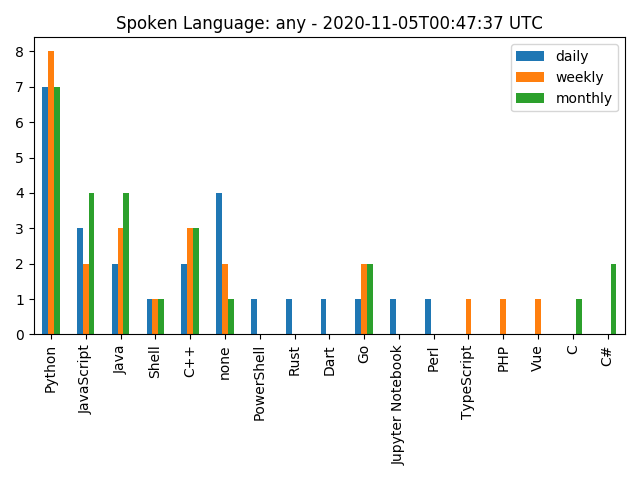 Spoken Language: any - 2020-11-05T00:47:37 UTC
daily
weekly
monthly
8
7
6
5
4
3
2
1
0
Python
JavaScript
Java
Shell
C++
none
PowerShell
Rust
Dart
Go
Jupyter Notebook
Perl
TypeScript
PHP
Vue
C
C#